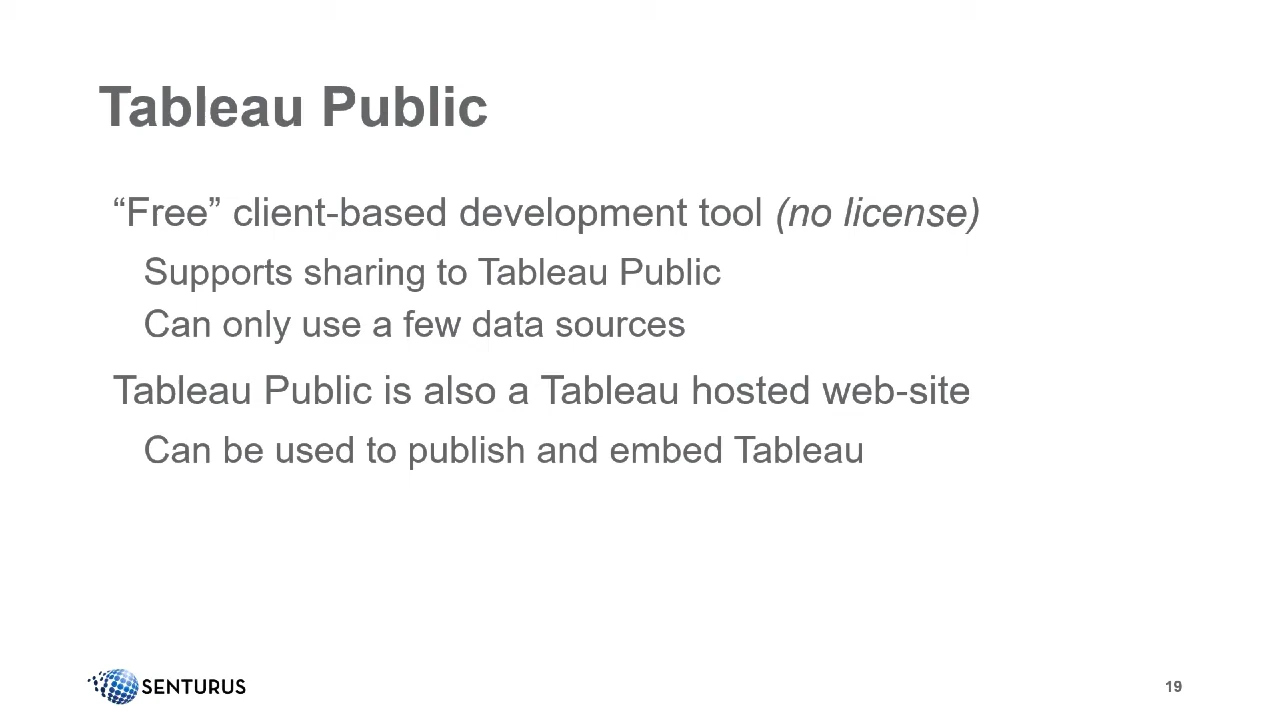 Tableau Public
“Free” client-based development tool (no license)
Supports sharing to Tableau Public
Can only use a few data sources
Tableau Public is also a Tableau hosted web-site
Can be used to publish and embed Tableau
SENTURUS
19